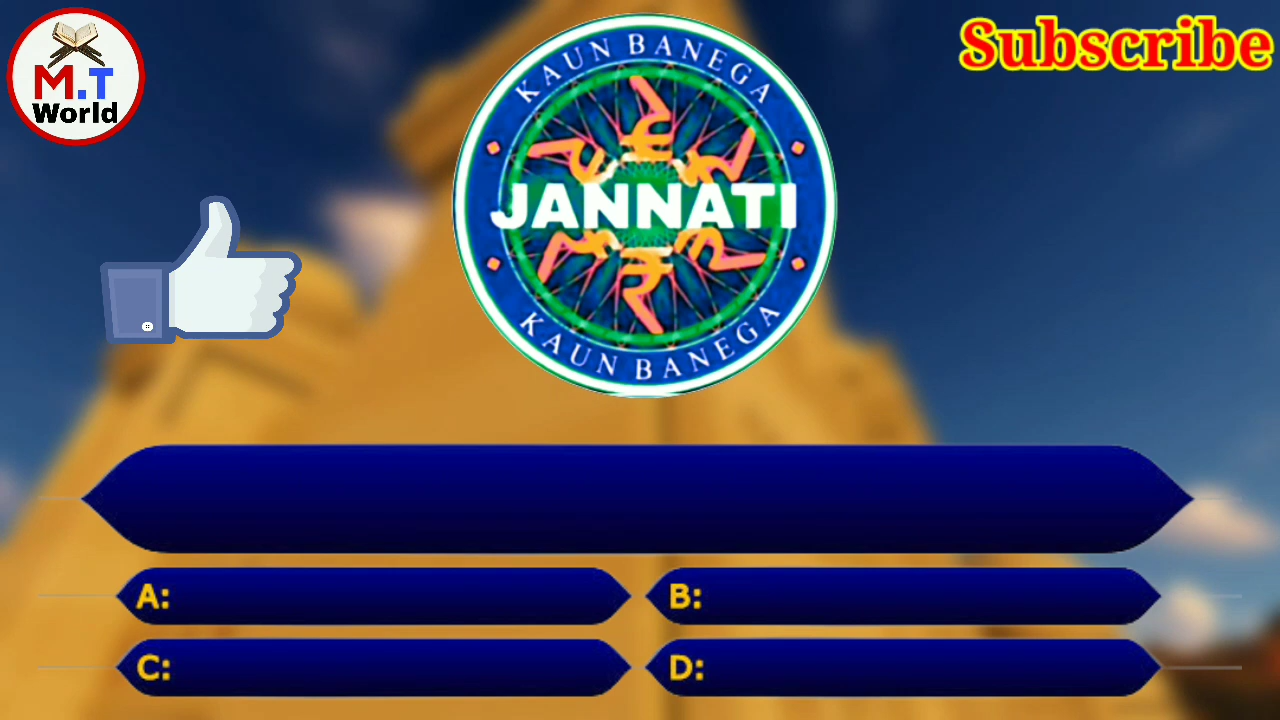 M.T
World
Subscribe
KAUN BANEGA
JANNATI
KAUN BANEGA
A:
B:
C:
D: